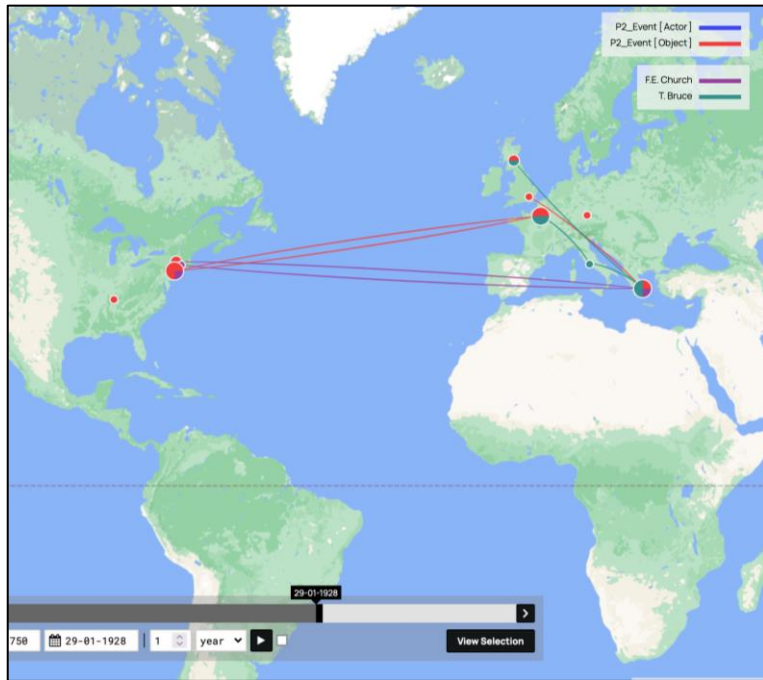 P2_Event [Actor]
P2_Event [Object]
F.E. Church
T. Bruce
29-01-1928
750 29-01-1928 1 year
View Selection